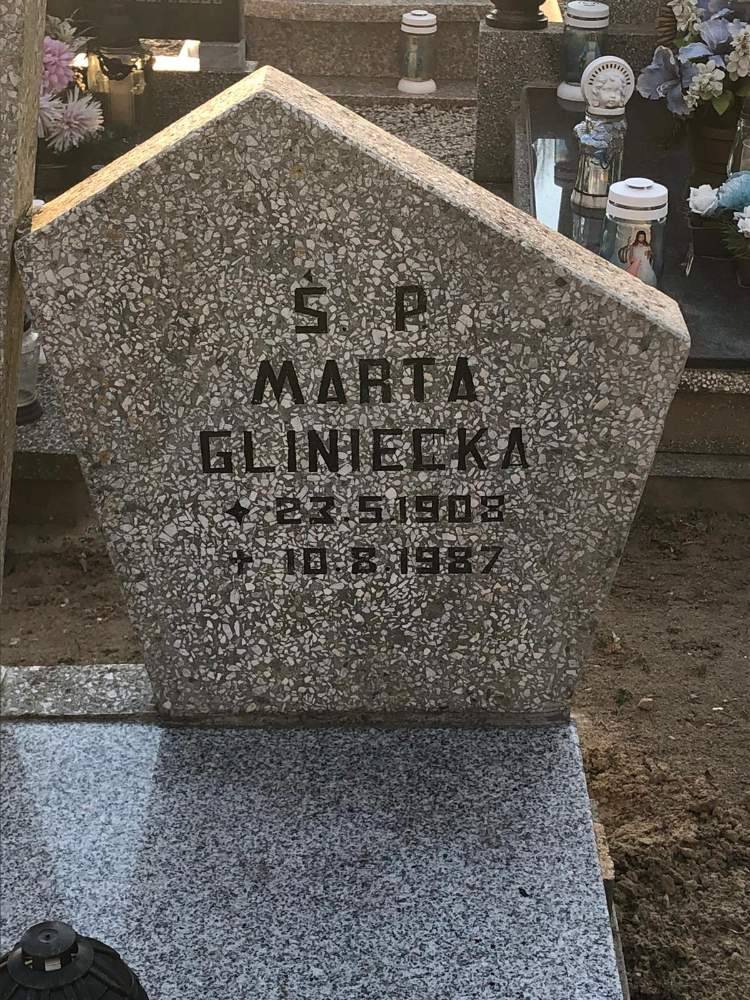 Ś. P
MARTA
GLINIECKA
✦ 23.5.1908
✝ 10.8.1987